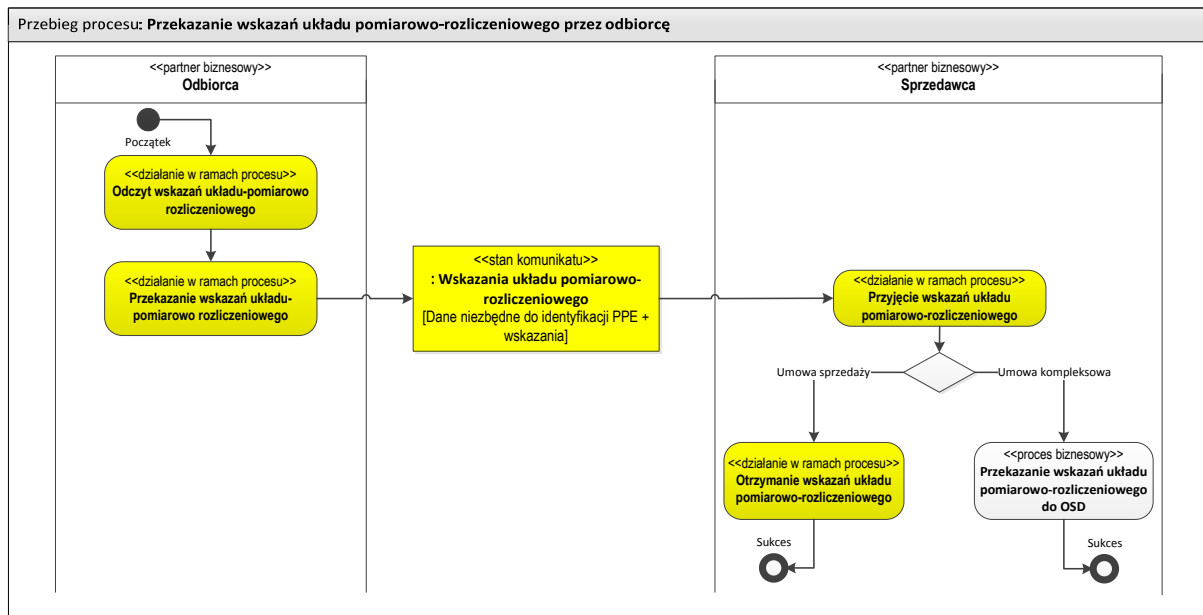 Przebieg procesu: Przekazanie wskazań układu pomiarowo-rozliczeniowego przez odbiorcę
<<partner biznesowy>>
Odbiorca
<<partner biznesowy>>
Sprzedawca
Początek
<<działanie w ramach procesu>>
Odczyt wskazań układu-pomiarowo
rozliczeniowego
<<działanie w ramach procesu>>
Przekazanie wskazań układu-
pomiarowo rozliczeniowego
<<stan komunikatu>>
: Wskazania układu pomiarowo-
rozliczeniowego
[Dane niezbędne do identyfikacji PPE +
wskazania]
<<działanie w ramach procesu>>
Przyjęcie wskazań układu
pomiarowo-rozliczeniowego
Umowa sprzedaży
Umowa kompleksowa
<<działanie w ramach procesu>>
Otrzymanie wskazań układu
pomiarowo-rozliczeniowego
<<proces biznesowy>>
Przekazanie wskazań układu
pomiarowo-rozliczeniowego
do OSD
Sukces
Sukces